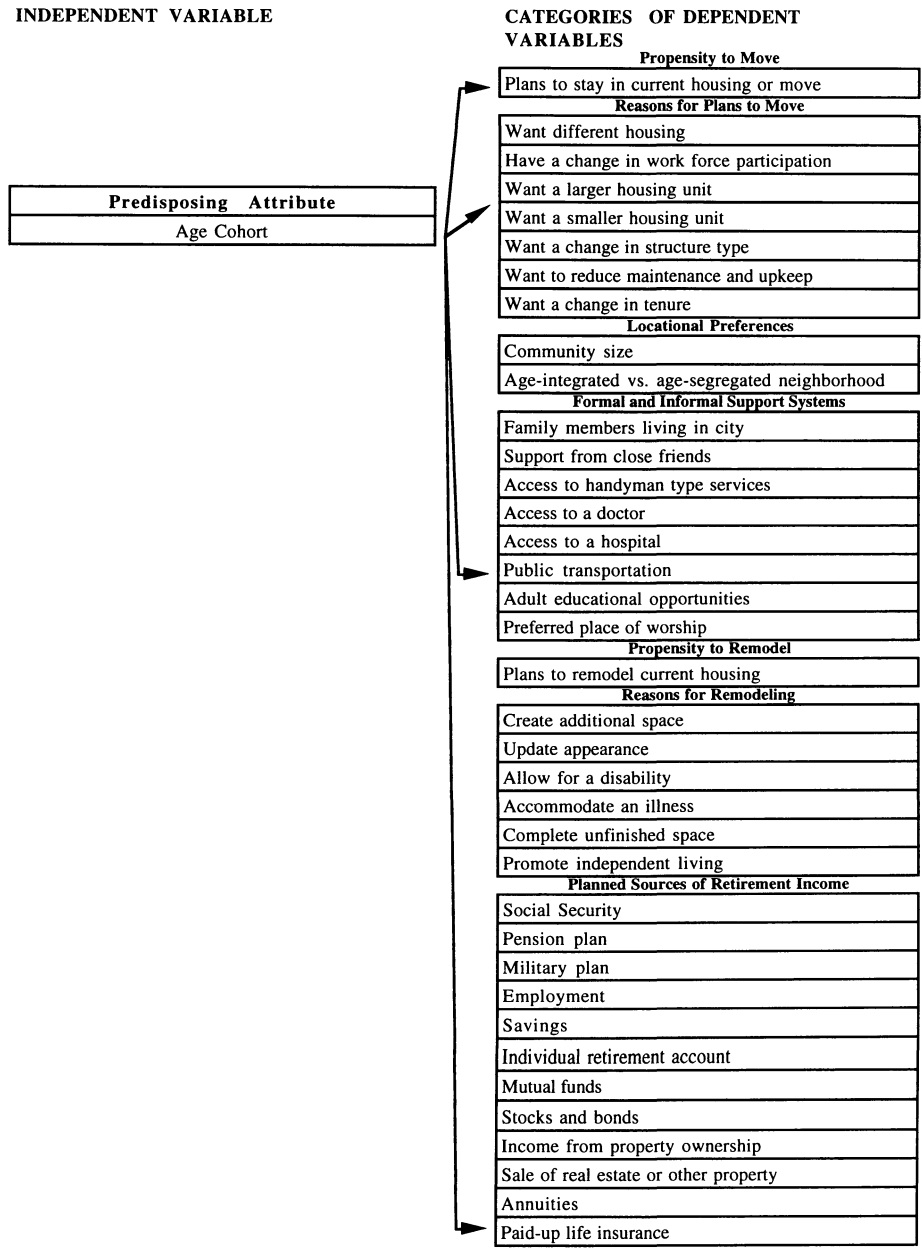 INDEPENDENT VARIABLE
CATEGORIES OF DEPENDENT
VARIABLES
Propensity to Move
Plans to stay in current housing or move
Reasons for Plans to Move
Want different housing
Have a change in work force participation
Want a larger housing unit
Want a smaller housing unit
Want a change in structure type
Want to reduce maintenance and upkeep
Want a change in tenure
Predisposing Attribute
Age Cohort
Locational Preferences
Community size
Age-integrated vs. age-segregated neighborhood
Formal and Informal Support Systems
Family members living in city
Support from close friends
Access to handyman type services
Access to a doctor
Access to a hospital
Public transportation
Adult educational opportunities
Preferred place of worship
Propensity to Remodel
Plans to remodel current housing
Reasons for Remodeling
Create additional space
Update appearance
Allow for a disability
Accommodate an illness
Complete unfinished space
Promote independent living
Planned Sources of Retirement Income
Social Security
Pension plan
Military plan
Employment
Savings
Individual retirement account
Mutual funds
Stocks and bonds
Income from property ownership
Sale of real estate or other property
Annuities
Paid-up life insurance